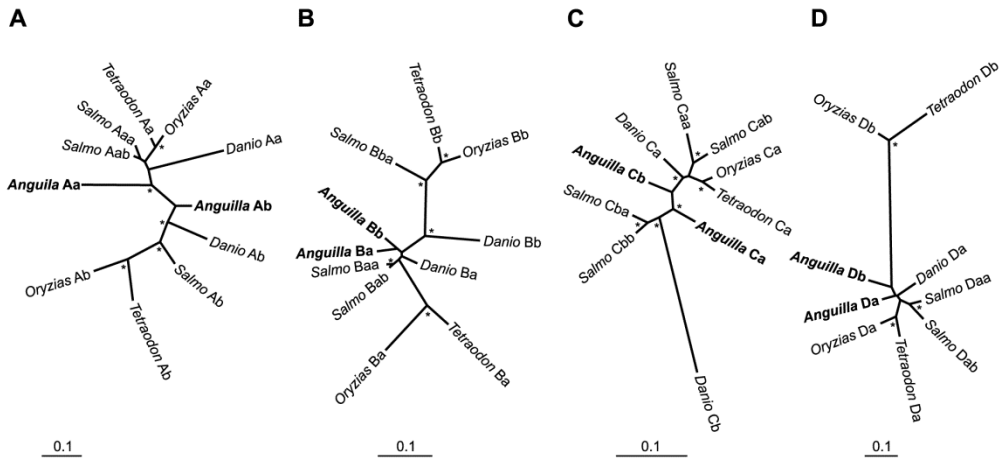 A
B
C
D
Tetraodon Aa
Oryzias Aa
Salmo Aaa
Salmo Aab
Danio Aa
Anguila Aa
Anguilla Ab
Danio Ab
Salmo Ab
Oryzias Ab
Tetraodon Ab
0.1
Tetraodon Bb
Oryzias Bb
Salmo Bba
Anguilla Bb
Danio Bb
Anguilla Ba
Salmo Baa
Danio Ba
Salmo Bab
Oryzias Ba
Tetraodon Ba
0.1
Salmo Caa
Salmo Cab
Danio Ca
Oryzias Ca
Anguilla Cb
Tetraodon Ca
Salmo Cba
Salmo Cbb
Anguilla Ca
Danio Cb
0.1
Oryzias Db
Tetraodon Db
Anguilla Db
Danio Da
Anguilla Da
Salmo Daa
Oryzias Da
Salmo Dab
Tetraodon Da
0.1